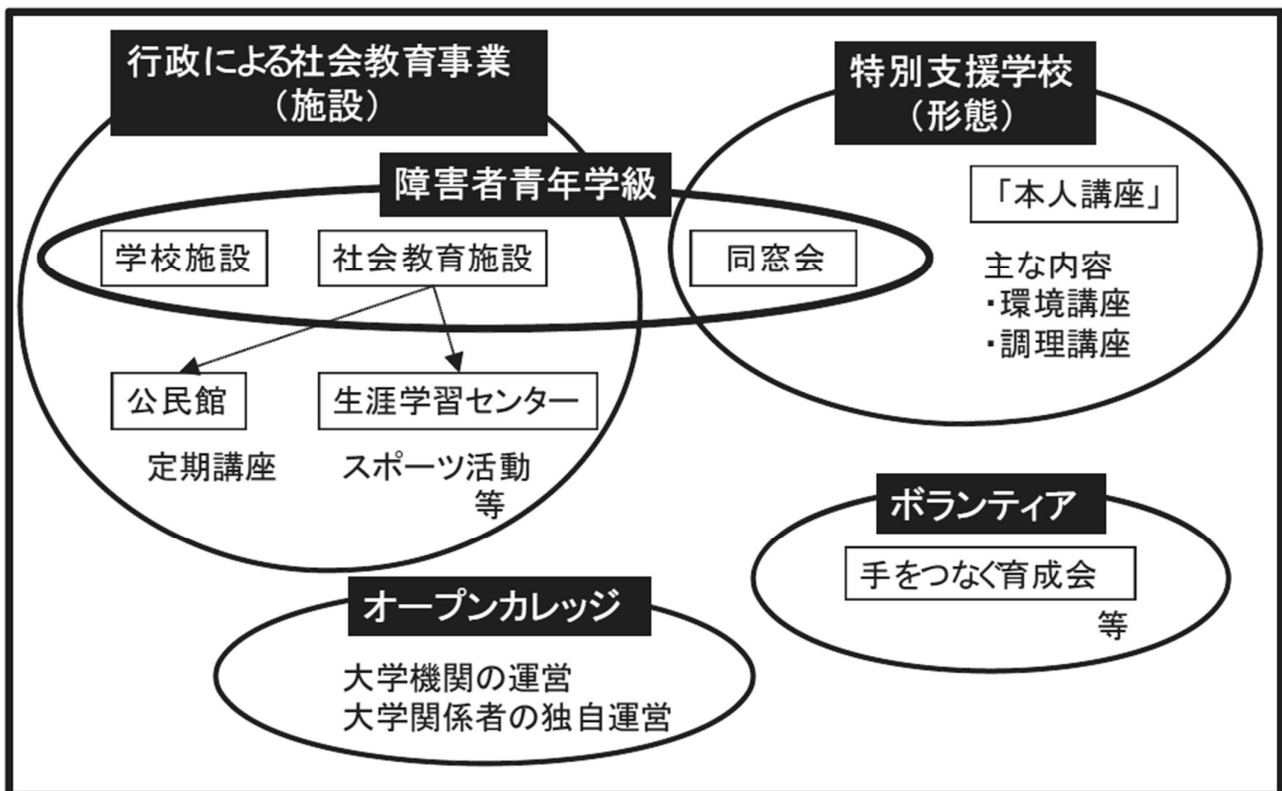 行政による社会教育事業
（施設）
特別支援学校
（形態）
障害者青年学級
「本人講座」
学校施設
社会教育施設
同窓会
主な内容
・環境講座
・調理講座
公民館
生涯学習センター
定期講座
スポーツ活動
等
ボランティア
手をつなぐ育成会
等
オープンカレッジ
大学機関の運営
大学関係者の独自運営